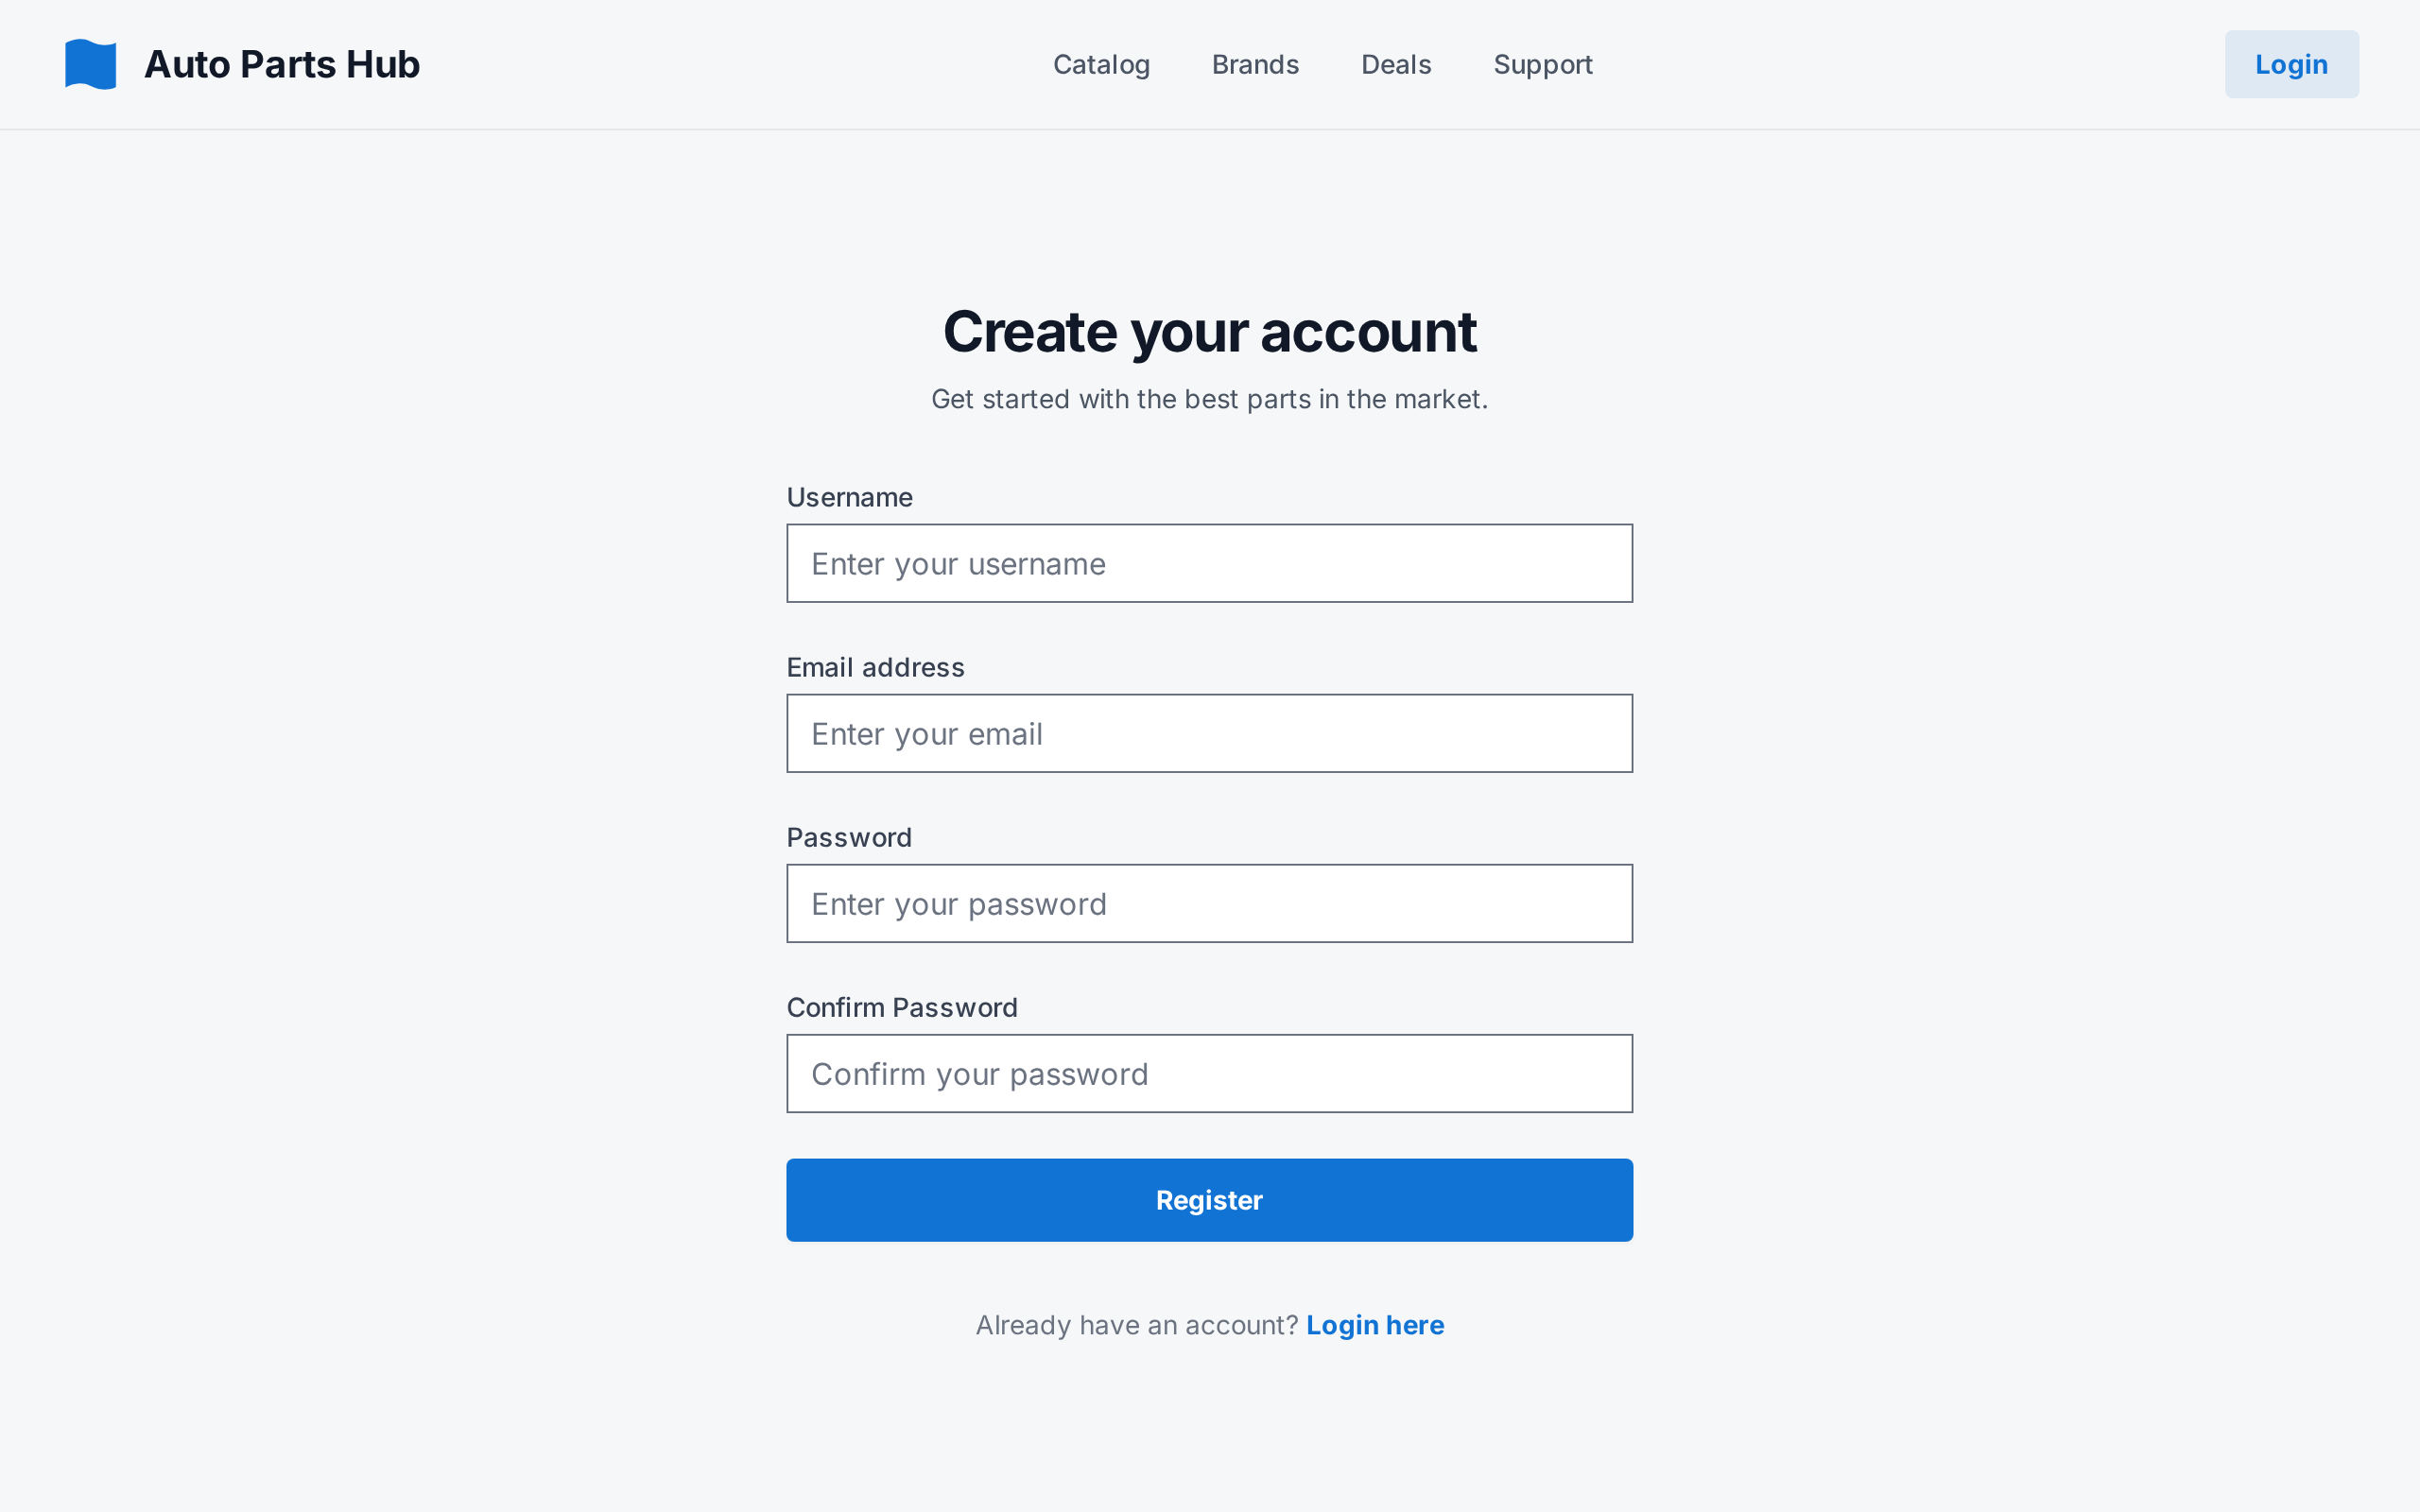 Auto Parts Hub
Catalog Brands Deals Support
Login
Create your account
Get started with the best parts in the market.
Username
Enter your username
Email address
Enter your email
Password
Enter your password
Confirm Password
Confirm your password
Register
Already have an account? Login here